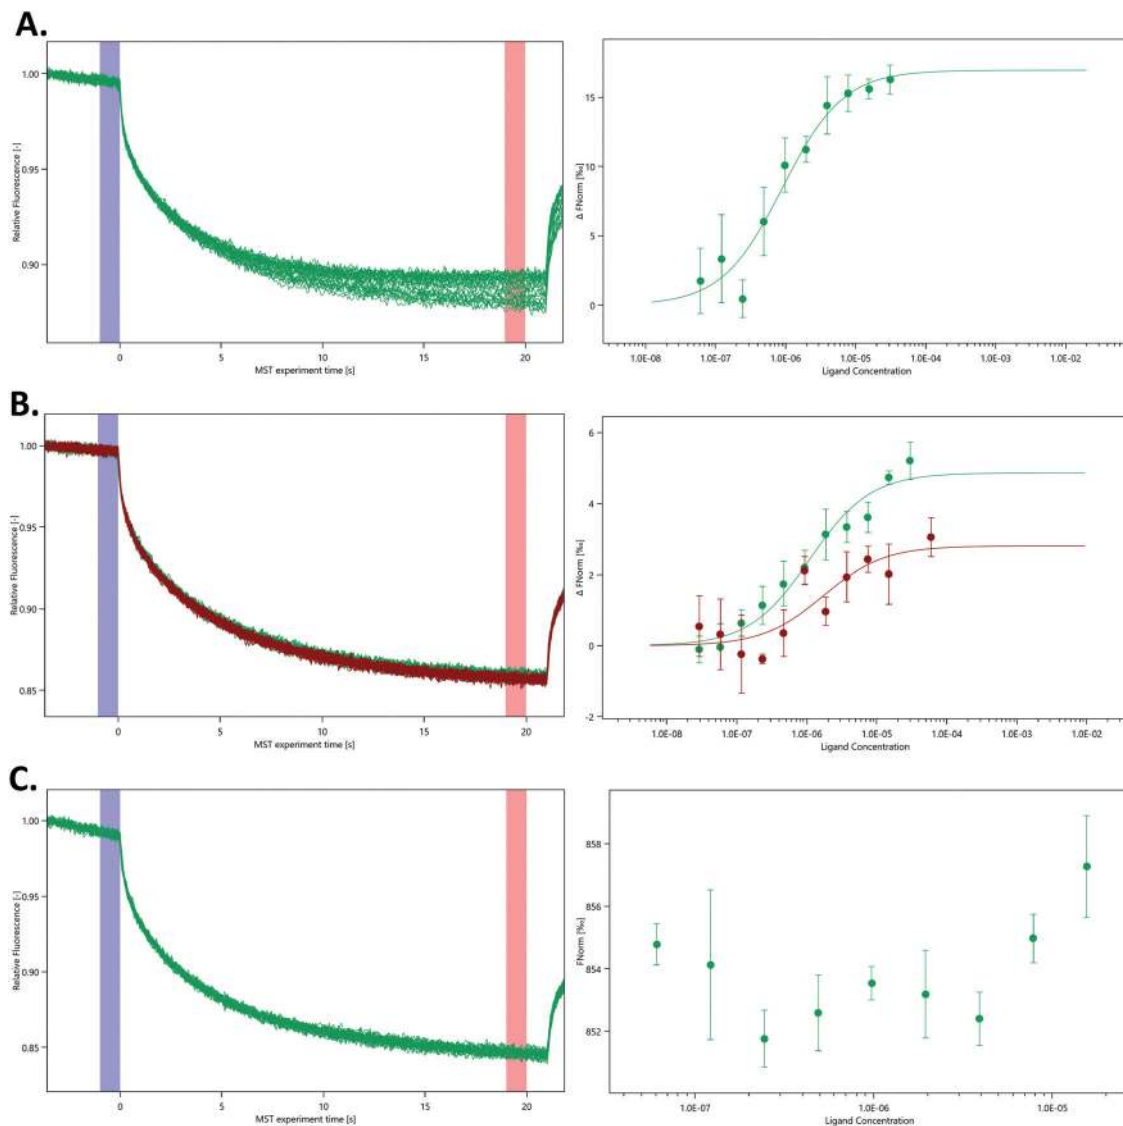 A.
Relative Fluorescence [-]
1.00
0.95
0.90
0 5 10 15 20
MST experiment time [s]
Δ FNorm [‰]
15
10
5
0
1.0E-08 1.0E-07 1.0E-06 1.0E-05 1.0E-04 1.0E-03 1.0E-02
Ligand Concentration
B.
Relative Fluorescence [-]
1.00
0.95
0.90
0.85
0 5 10 15 20
MST experiment time [s]
Δ FNorm [‰]
6
4
2
0
-2
1.0E-08 1.0E-07 1.0E-06 1.0E-05 1.0E-04 1.0E-03 1.0E-02
Ligand Concentration
C.
Relative Fluorescence [-]
1.00
0.95
0.90
0.85
0 5 10 15 20
MST experiment time [s]
FNorm [‰]
858
856
854
852
1.0E-07 1.0E-06 1.0E-05
Ligand Concentration